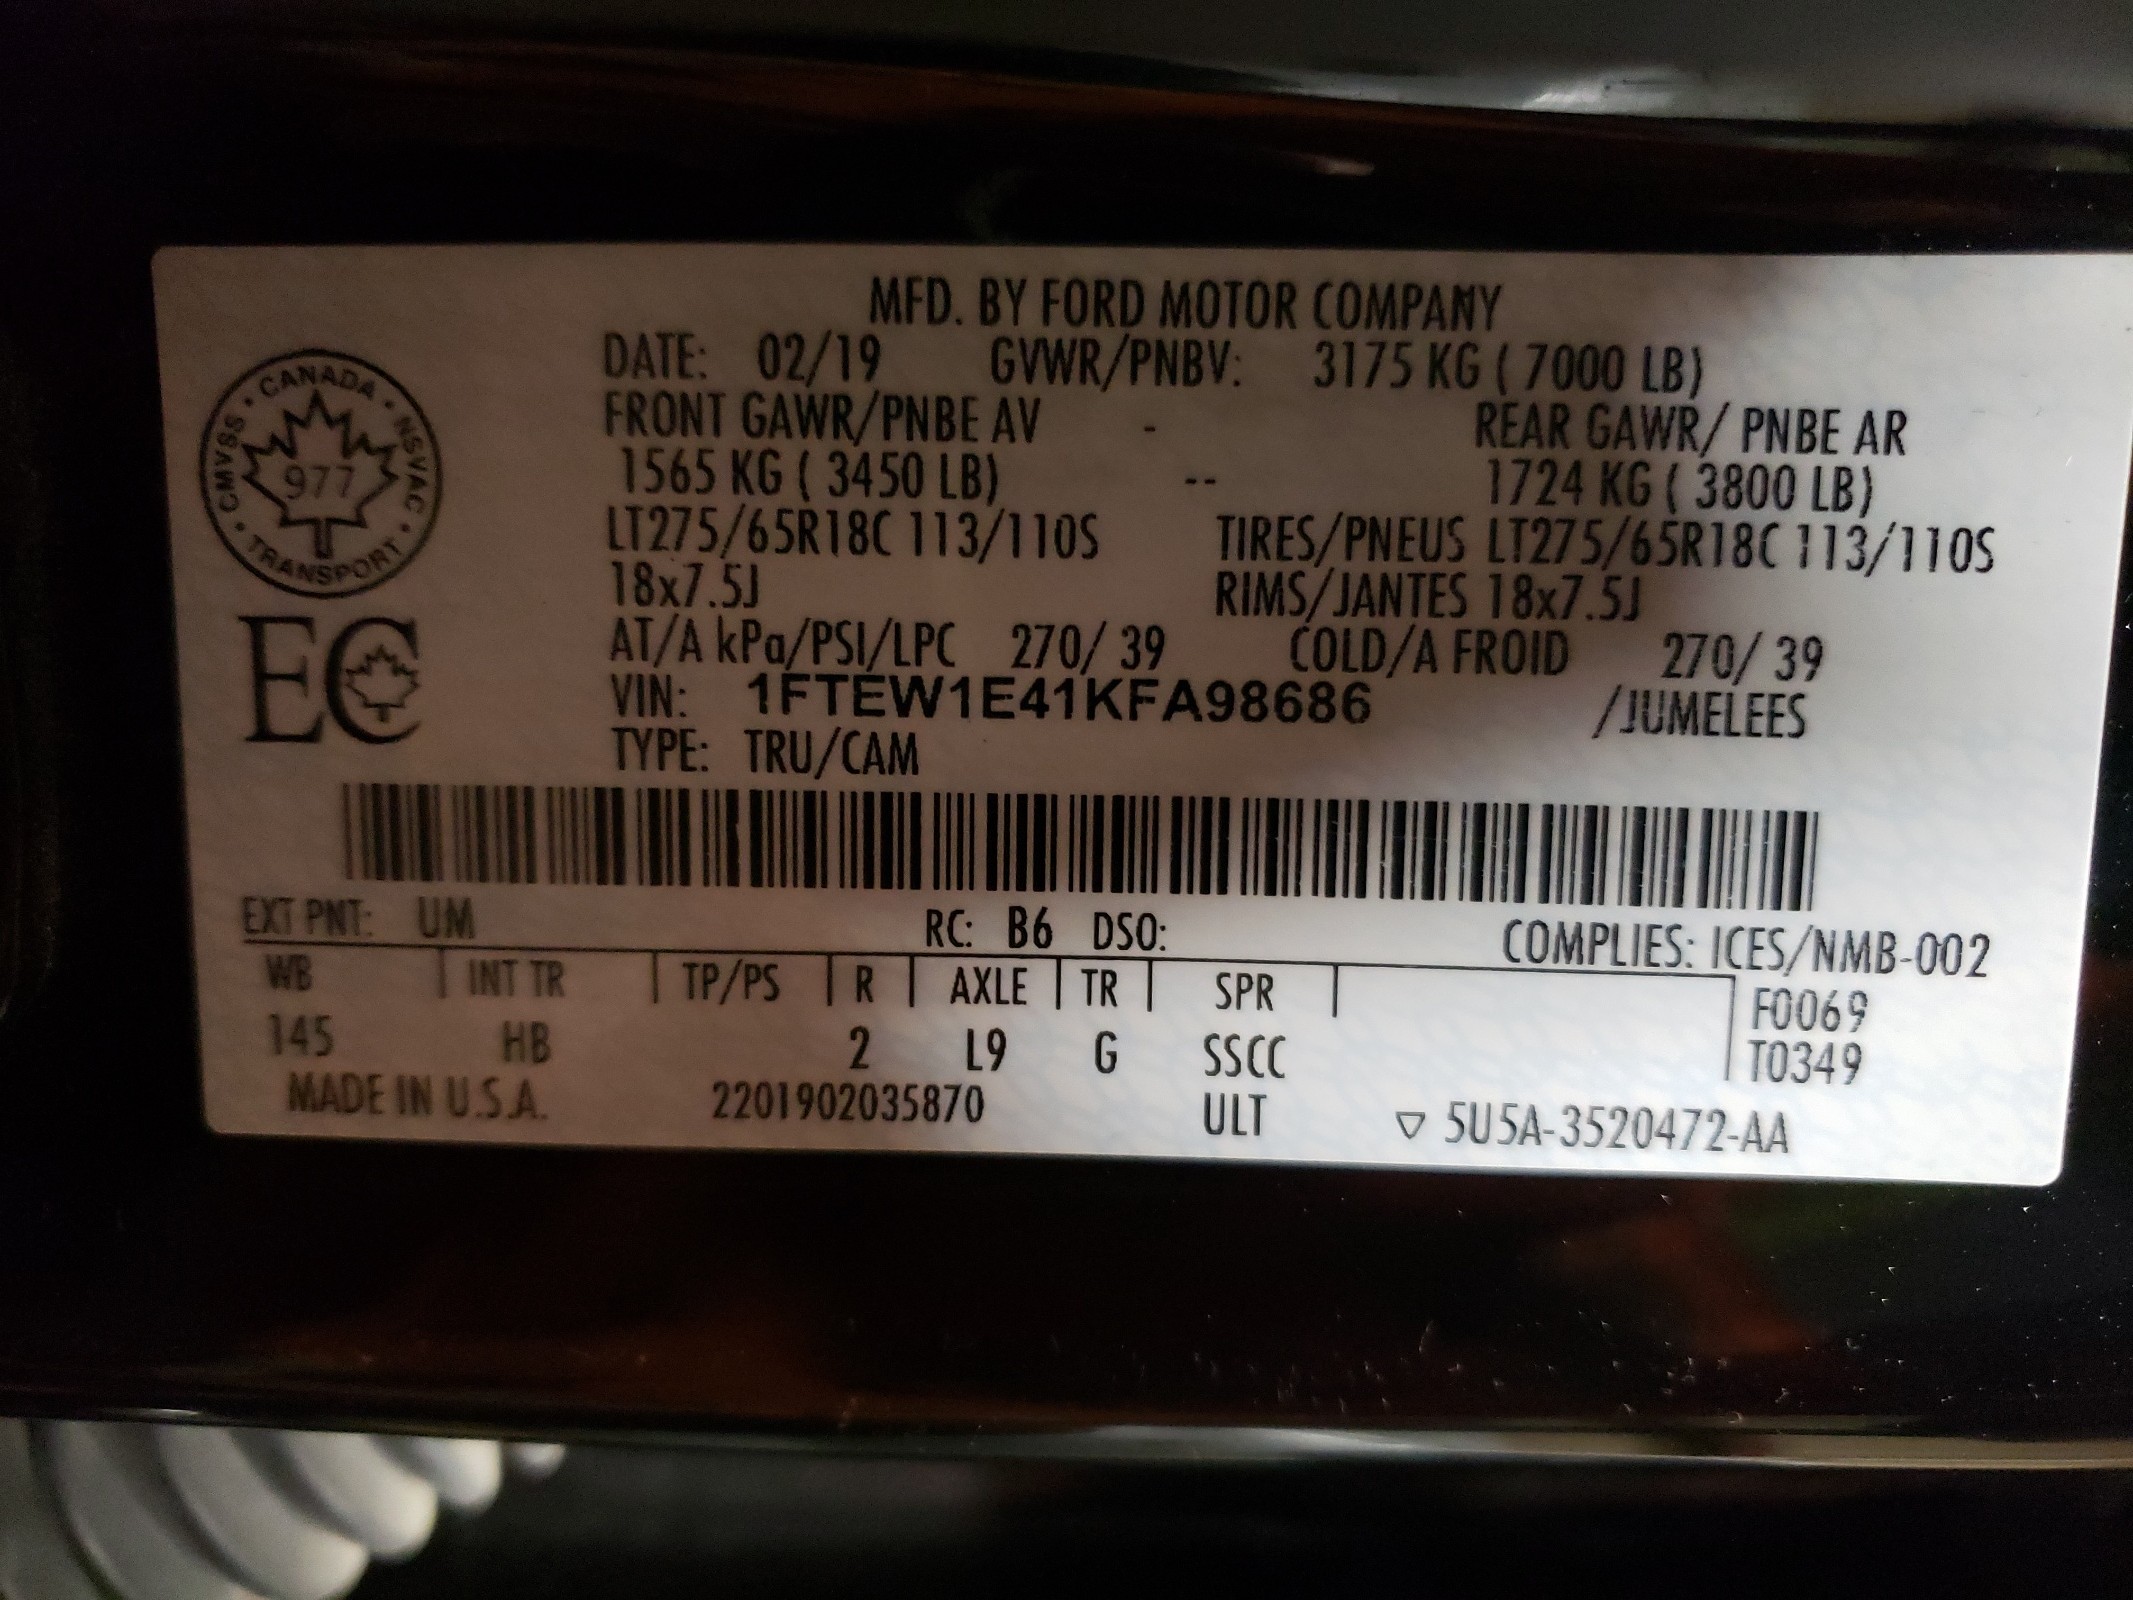 MFD. BY FORD MOTOR COMPANY
DATE: 02/19 GVWR/PNBV: 3175 KG ( 7000 LB)
FRONT GAWR/PNBE AV - REAR GAWR/ PNBE AR
1565 KG ( 3450 LB) -- 1724 KG ( 3800 LB)
LT275/65R18C 113/110S TIRES/PNEUS LT275/65R18C 113/110S
18x7.5J RIMS/JANTES 18x7.5J
AT/A kPa/PSI/LPC 270/ 39 COLD/A FROID 270/ 39
VIN: 1FTEW1E41KFA98686 /JUMELEES
TYPE: TRU/CAM
CANADA · NSVAC · TRANSPORT · CMVSS ·
977
EC
EXT PNT: UM RC: B6 DSO: COMPLIES: ICES/NMB-002
WB | INT TR | TP/PS | R | AXLE | TR | SPR | F0069
145 HB 2 L9 G SSCC T0349
MADE IN U.S.A. 2201902035870 ULT ▽ 5U5A-3520472-AA